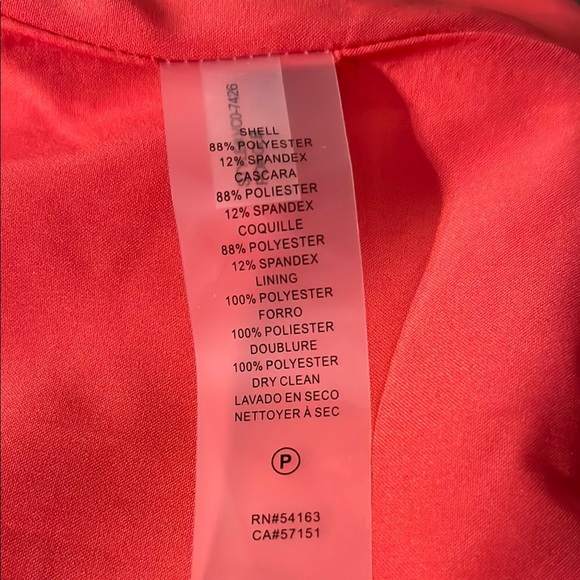 SHELL
88% POLYESTER
12% SPANDEX
CASCARA
88% POLIESTER
12% SPANDEX
COQUILLE
88% POLYESTER
12% SPANDEX
LINING
100% POLYESTER
FORRO
100% POLIESTER
DOUBLURE
100% POLYESTER
DRY CLEAN
LAVADO EN SECO
NETTOYER À SEC
P
RN#54163
CA#57151